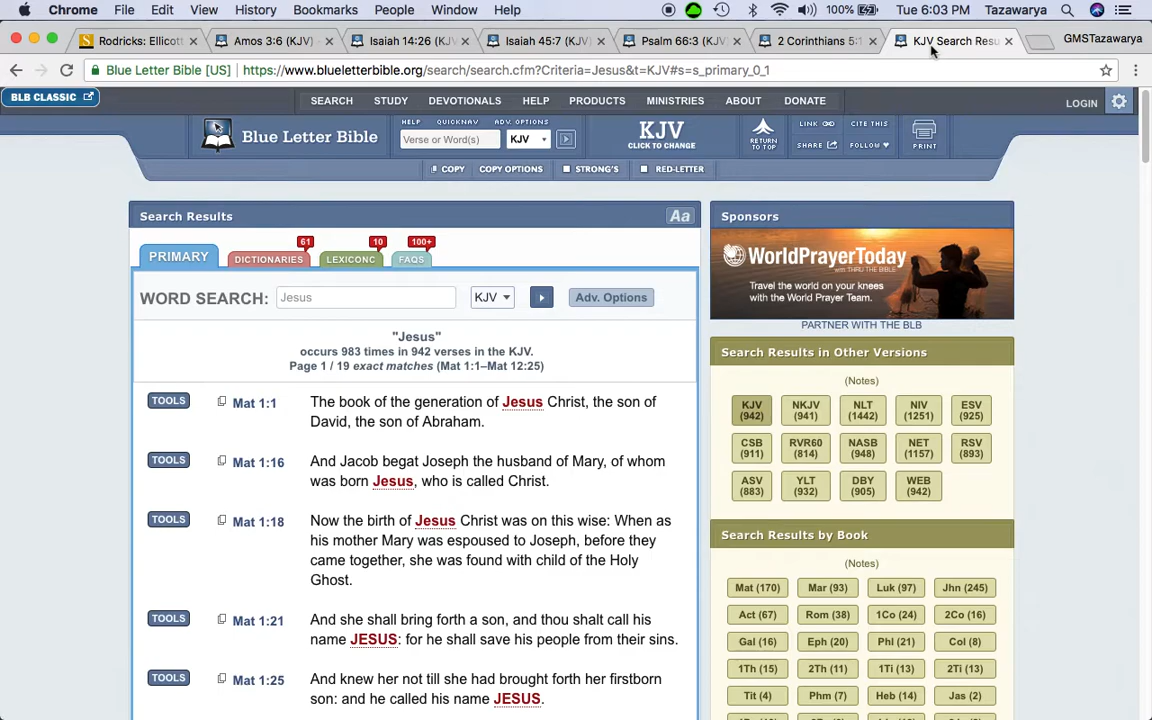 Chrome File Edit View History Bookmarks People Window Help 100% Tue 6:03 PM Tazawarya
Rodricks: Ellicott Amos 3:6 (KJV) Isaiah 14:26 (KJV) Isaiah 45:7 (KJV) Psalm 66:3 (KJV) 2 Corinthians 5:1 KJV Search Resu GMSTazawarya
Blue Letter Bible [US] https://www.blueletterbible.org/search/search.cfm?Criteria=Jesus&t=KJV#s=s_primary_0_1
BLB CLASSIC SEARCH STUDY DEVOTIONALS HELP PRODUCTS MINISTRIES ABOUT DONATE LOGIN
HELP QUICKNAV ADV. OPTIONS
Blue Letter Bible Verse or Word(s) KJV
KJV
CLICK TO CHANGE
RETURN
TO TOP
LINK CITE THIS
SHARE FOLLOW PRINT
COPY COPY OPTIONS STRONG'S RED-LETTER
Search Results Aa
PRIMARY DICTIONARIES 61 LEXICONC 10 FAQS 100+
WORD SEARCH: Jesus KJV Adv. Options
"Jesus"
occurs 983 times in 942 verses in the KJV.
Page 1 / 19 exact matches (Mat 1:1–Mat 12:25)
TOOLS Mat 1:1 The book of the generation of Jesus Christ, the son of
David, the son of Abraham.
TOOLS Mat 1:16 And Jacob begat Joseph the husband of Mary, of whom
was born Jesus, who is called Christ.
TOOLS Mat 1:18 Now the birth of Jesus Christ was on this wise: When as
his mother Mary was espoused to Joseph, before they
came together, she was found with child of the Holy
Ghost.
TOOLS Mat 1:21 And she shall bring forth a son, and thou shalt call his
name JESUS: for he shall save his people from their sins.
TOOLS Mat 1:25 And knew her not till she had brought forth her firstborn
son: and he called his name JESUS.
Sponsors
WorldPrayerToday
with THRU THE BIBLE
Travel the world on your knees
with the World Prayer Team.
PARTNER WITH THE BLB
Search Results in Other Versions
(Notes)
KJV (942) NKJV (941) NLT (1442) NIV (1251) ESV (925)
CSB (911) RVR60 (814) NASB (948) NET (1157) RSV (893)
ASV (883) YLT (932) DBY (905) WEB (942)
Search Results by Book
(Notes)
Mat (170) Mar (93) Luk (97) Jhn (245)
Act (67) Rom (38) 1Co (24) 2Co (16)
Gal (16) Eph (20) Phl (21) Col (8)
1Th (15) 2Th (11) 1Ti (13) 2Ti (13)
Tit (4) Phm (7) Heb (14) Jas (2)